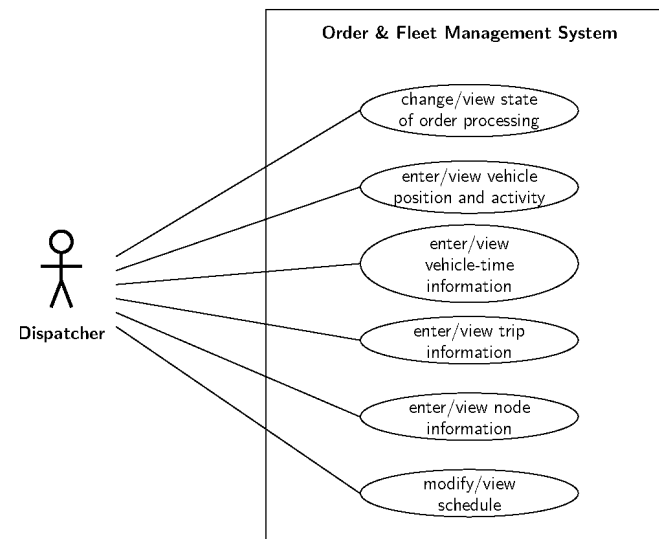 Order & Fleet Management System
change/view state
of order processing
enter/view vehicle
position and activity
enter/view
vehicle-time
information
Dispatcher
enter/view trip
information
enter/view node
information
modify/view
schedule